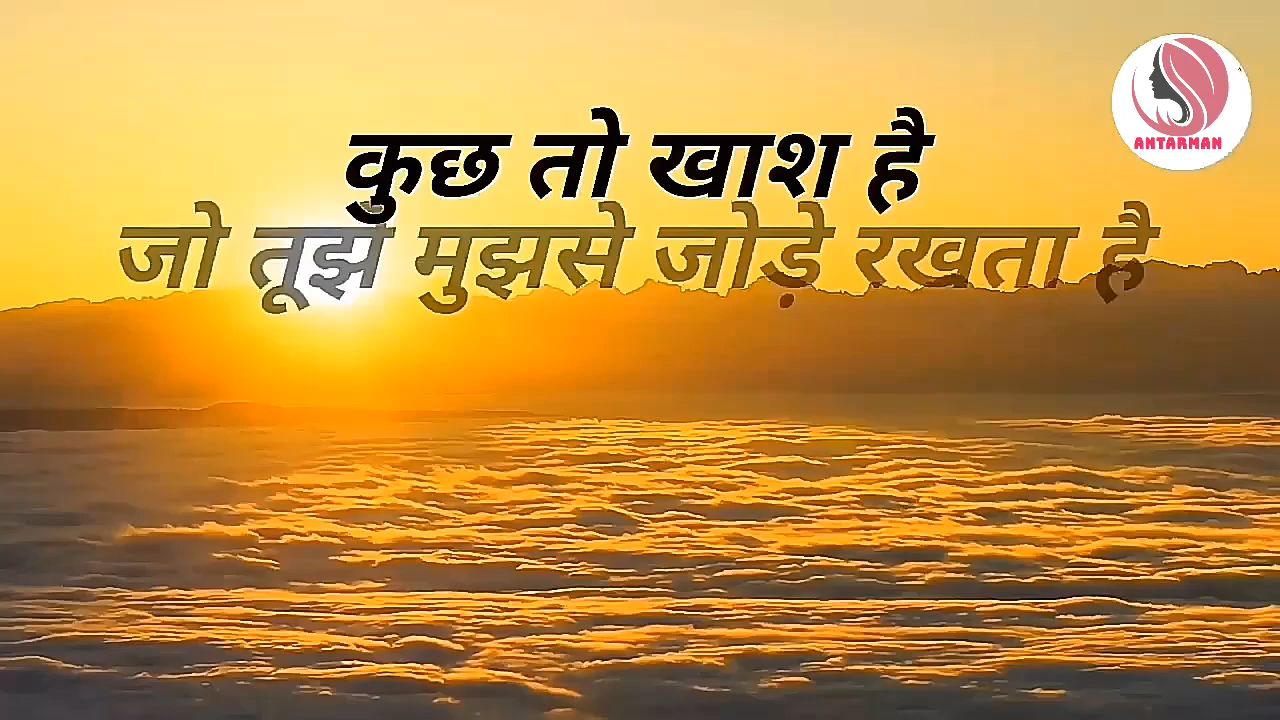 कुछ तो खाश है
जो तूझे मुझसे जोड़े रखता है
ANTARMAN